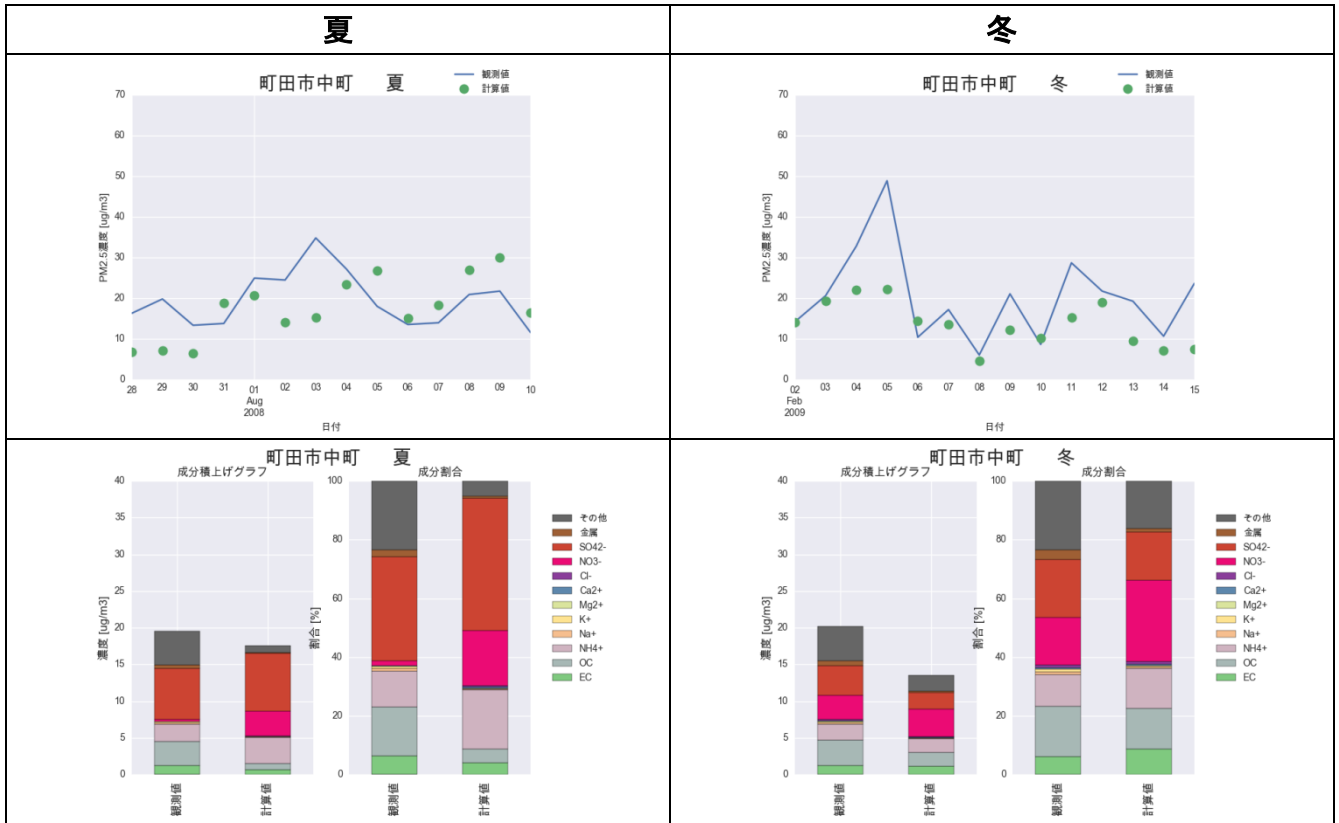 夏
冬
町田市中町 夏
観測値
計算値
70
60
50
40
30
20
10
0
PM2.5濃度 [ug/m3]
28 29 30 31 01 02 03 04 05 06 07 08 09 10
Aug
2008
日付
町田市中町 冬
観測値
計算値
70
60
50
40
30
20
10
0
PM2.5濃度 [ug/m3]
02 03 04 05 06 07 08 09 10 11 12 13 14 15
Feb
2009
日付
町田市中町 夏
成分積上げグラフ
40
35
30
25
20
15
10
5
0
濃度 [ug/m3]
観測値
計算値
成分割合
100
80
60
40
20
0
割合 [%]
観測値
計算値
その他
金属
SO42-
NO3-
Cl-
Ca2+
Mg2+
K+
Na+
NH4+
OC
EC
町田市中町 冬
成分積上げグラフ
40
35
30
25
20
15
10
5
0
濃度 [ug/m3]
観測値
計算値
成分割合
100
80
60
40
20
0
割合 [%]
観測値
計算値
その他
金属
SO42-
NO3-
Cl-
Ca2+
Mg2+
K+
Na+
NH4+
OC
EC